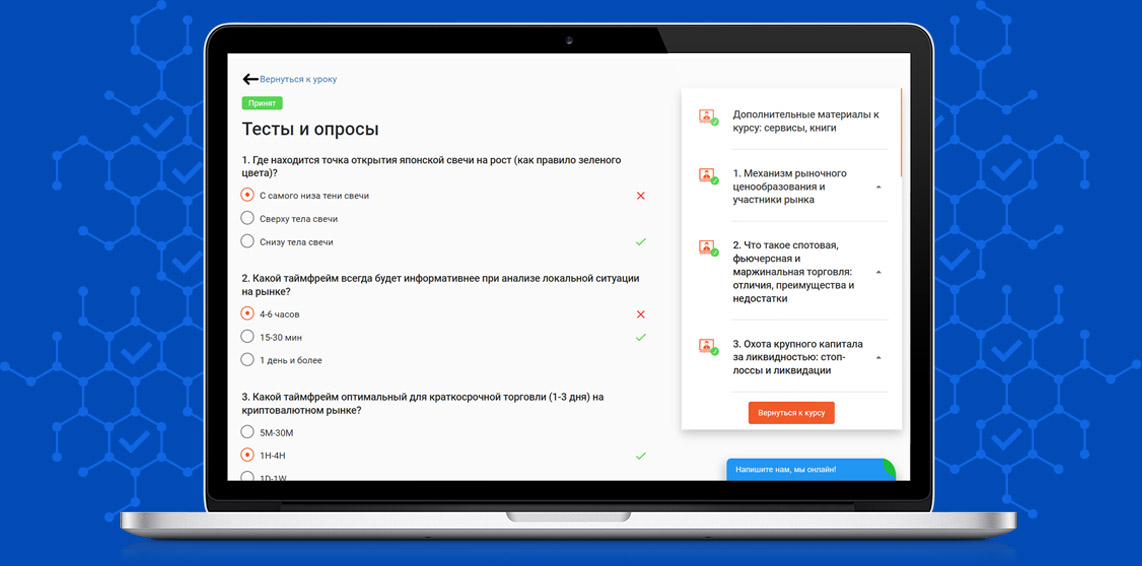 Вернуться к уроку
Принят
Тесты и опросы
1. Где находится точка открытия японской свечи на рост (как правило зеленого
цвета)?
С самого низа тени свечи
Сверху тела свечи
Снизу тела свечи
2. Какой таймфрейм всегда будет информативнее при анализе локальной ситуации
на рынке?
4-6 часов
15-30 мин
1 день и более
3. Какой таймфрейм оптимальный для краткосрочной торговли (1-3 дня) на
криптовалютном рынке?
5M-30M
1H-4H
1D-1W
Дополнительные материалы к
курсу: сервисы, книги
1. Механизм рыночного
ценообразования и
участники рынка
2. Что такое спотовая,
фьючерсная и
маржинальная торговля:
отличия, преимущества и
недостатки
3. Охота крупного капитала
за ликвидностью: стоп-
лоссы и ликвидации
Вернуться к курсу
Напишите нам, мы онлайн!